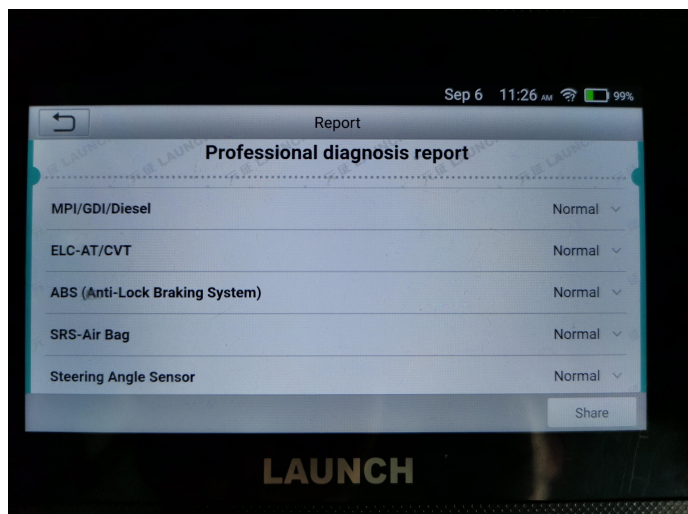 Sep 6 11:26 AM 99%
Report
Professional diagnosis report
MPI/GDI/Diesel Normal
ELC-AT/CVT Normal
ABS (Anti-Lock Braking System) Normal
SRS-Air Bag Normal
Steering Angle Sensor Normal
Share
LAUNCH